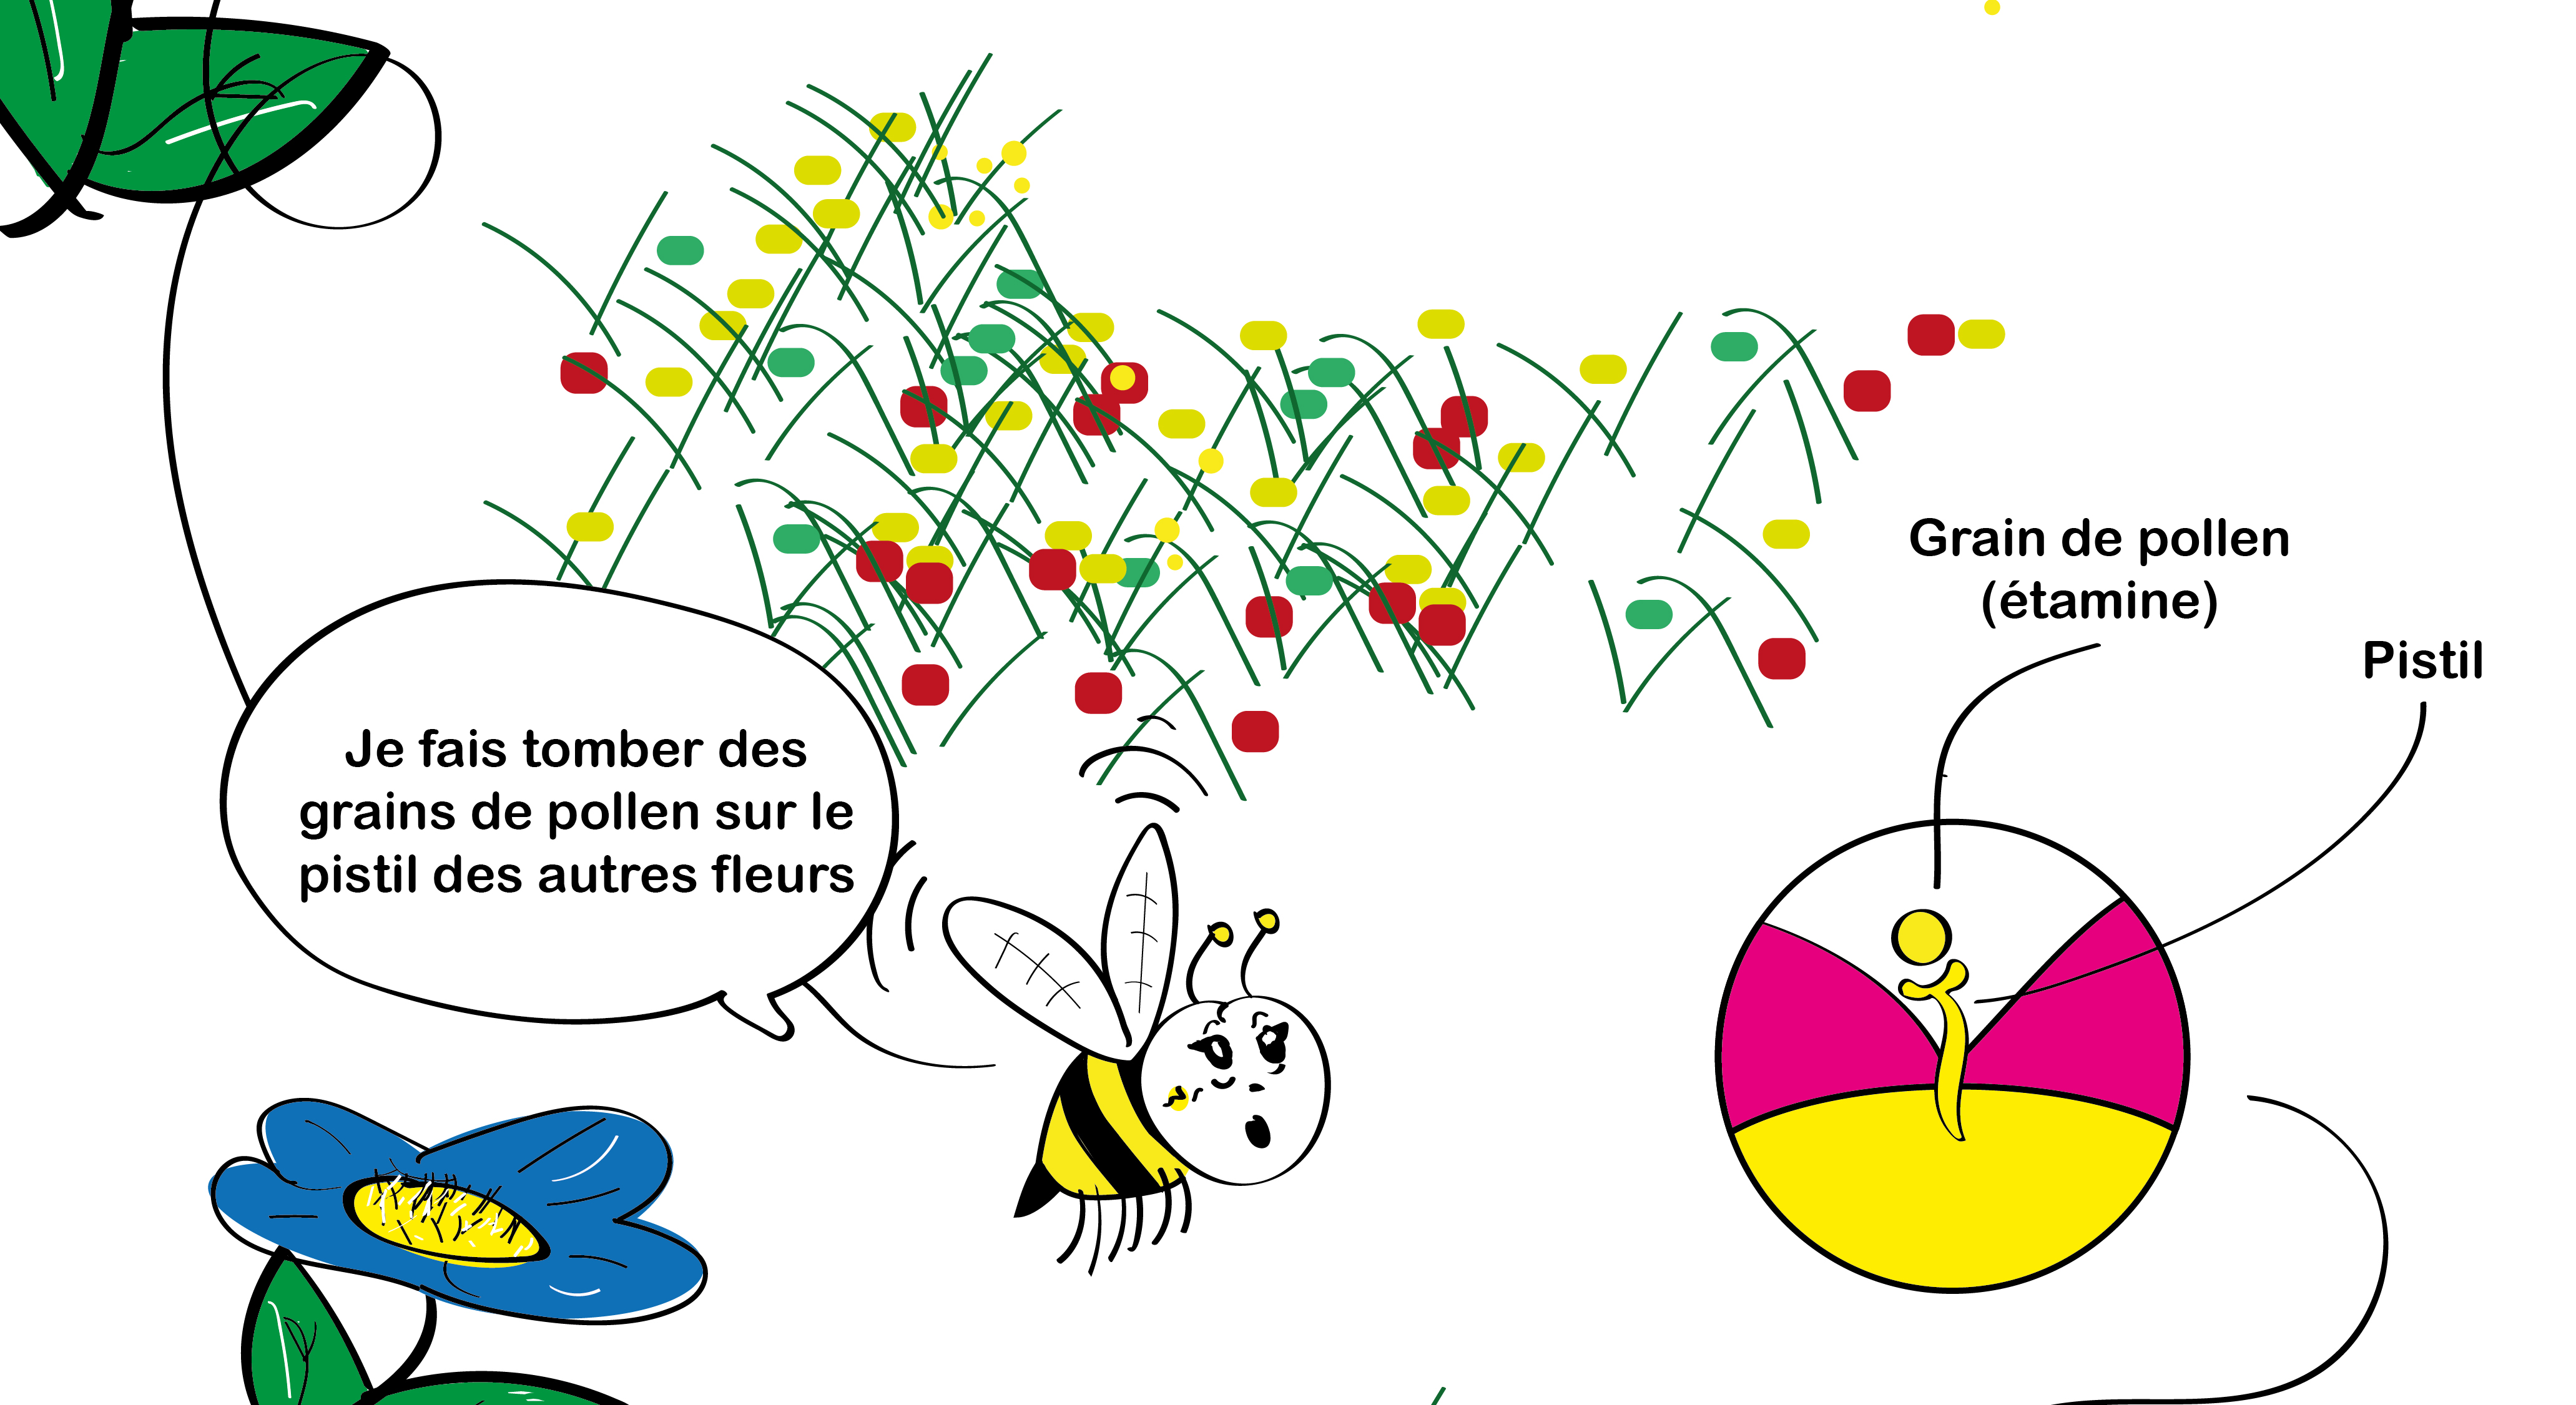 Grain de pollen
(étamine)
Pistil
Je fais tomber des
grains de pollen sur le
pistil des autres fleurs